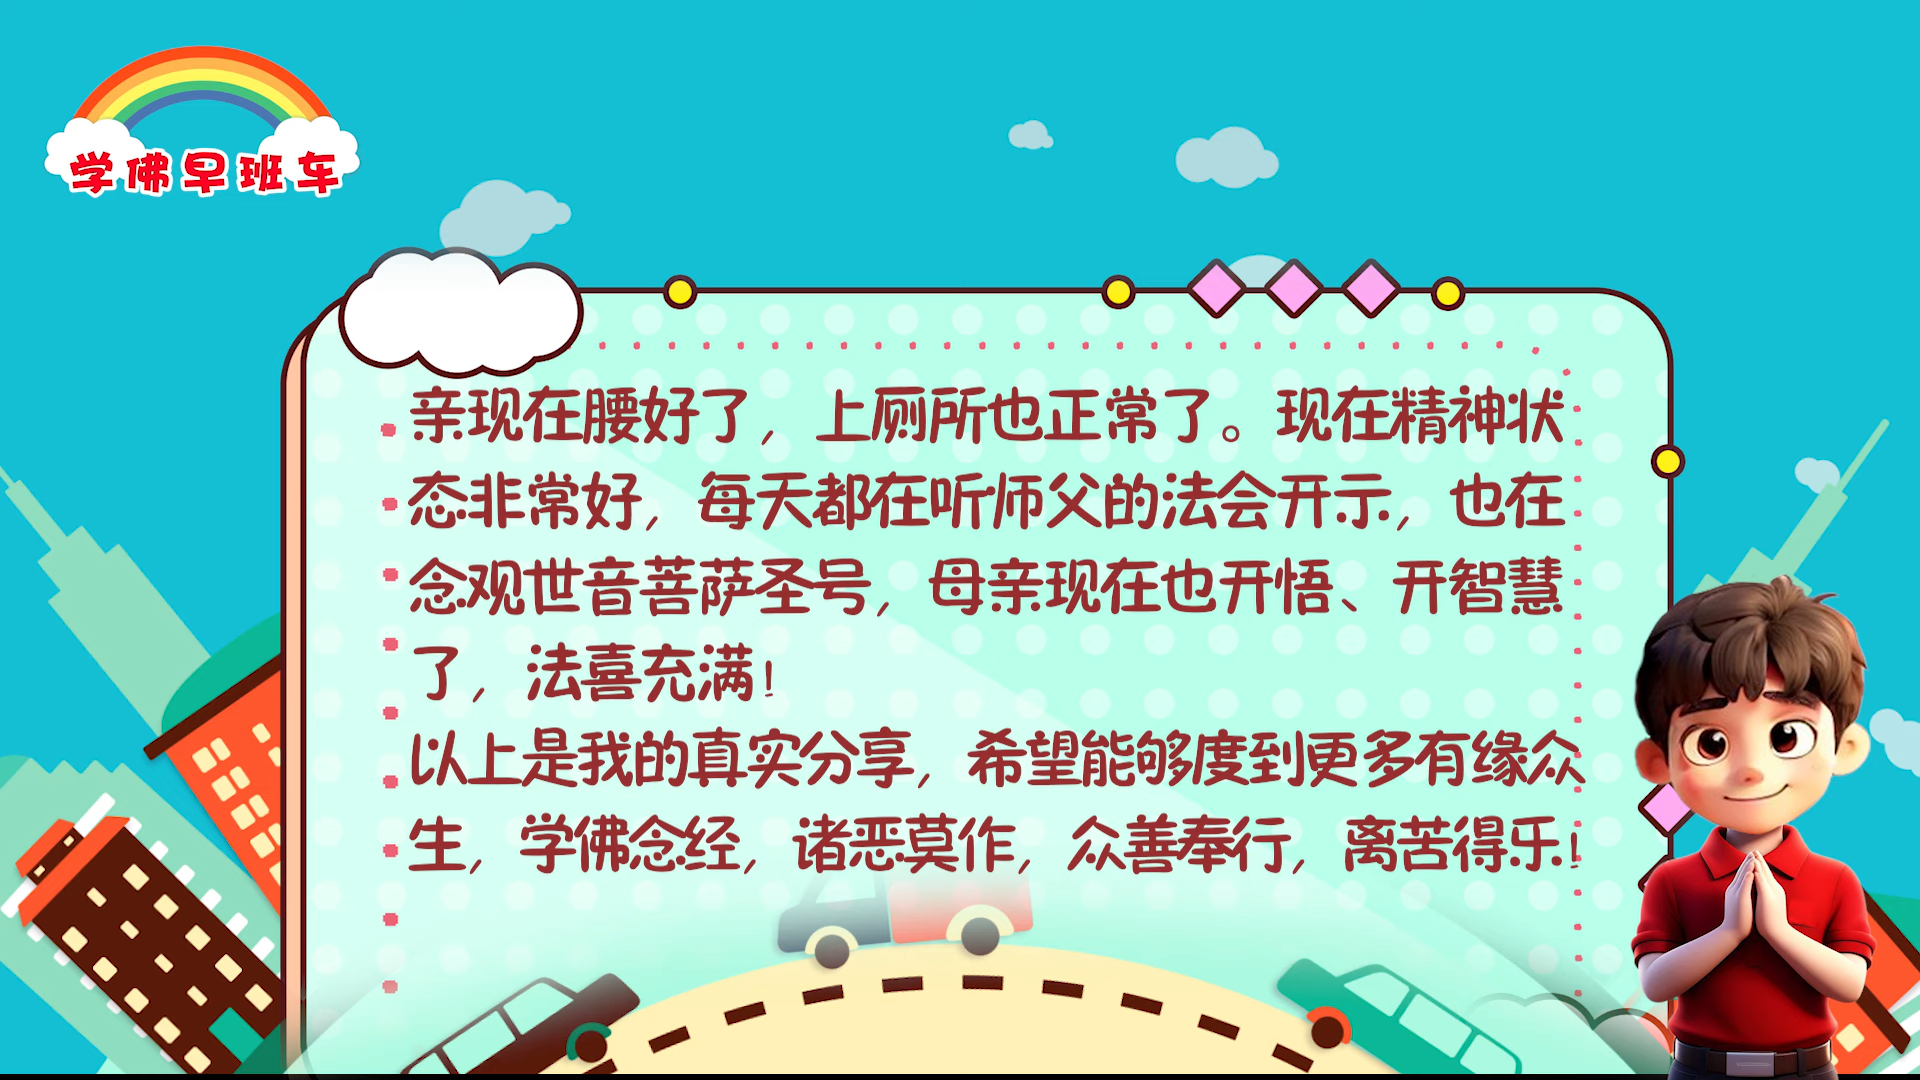 学佛早班车
亲现在腰好了，上厕所也正常了。现在精神状
态非常好，每天都在听师父的法会开示，也在
念观世音菩萨圣号，母亲现在也开悟、开智慧
了，法喜充满！
以上是我的真实分享，希望能够度到更多有缘众
生，学佛念经，诸恶莫作，众善奉行，离苦得乐！